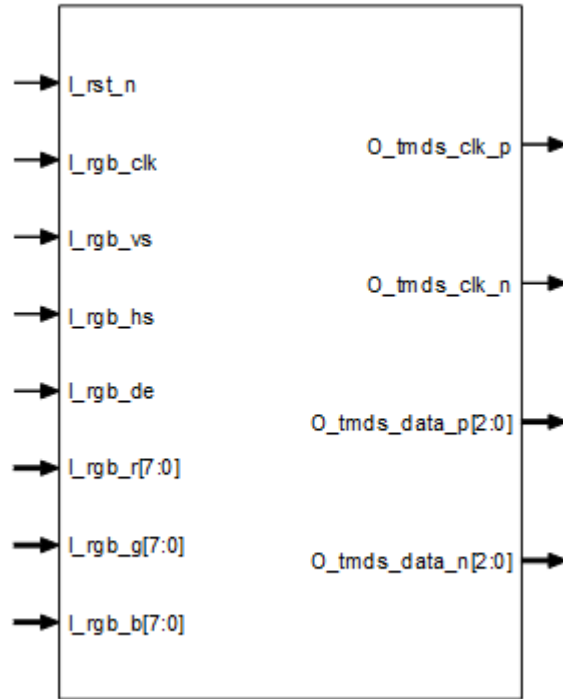 I_rst_n
I_rgb_clk
I_rgb_vs
I_rgb_hs
I_rgb_de
I_rgb_r[7:0]
I_rgb_g[7:0]
I_rgb_b[7:0]
O_tmds_clk_p
O_tmds_clk_n
O_tmds_data_p[2:0]
O_tmds_data_n[2:0]